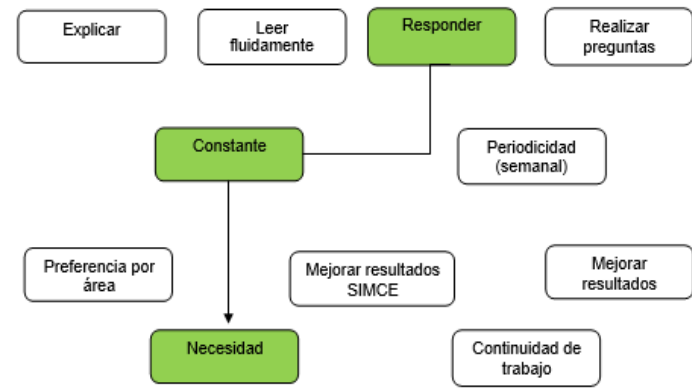 Explicar
Leer
fluidamente
Responder
Realizar
preguntas
Constante
Periodicidad
(semanal)
Preferencia por
área
Mejorar resultados
SIMCE
Mejorar
resultados
Necesidad
Continuidad de
trabajo